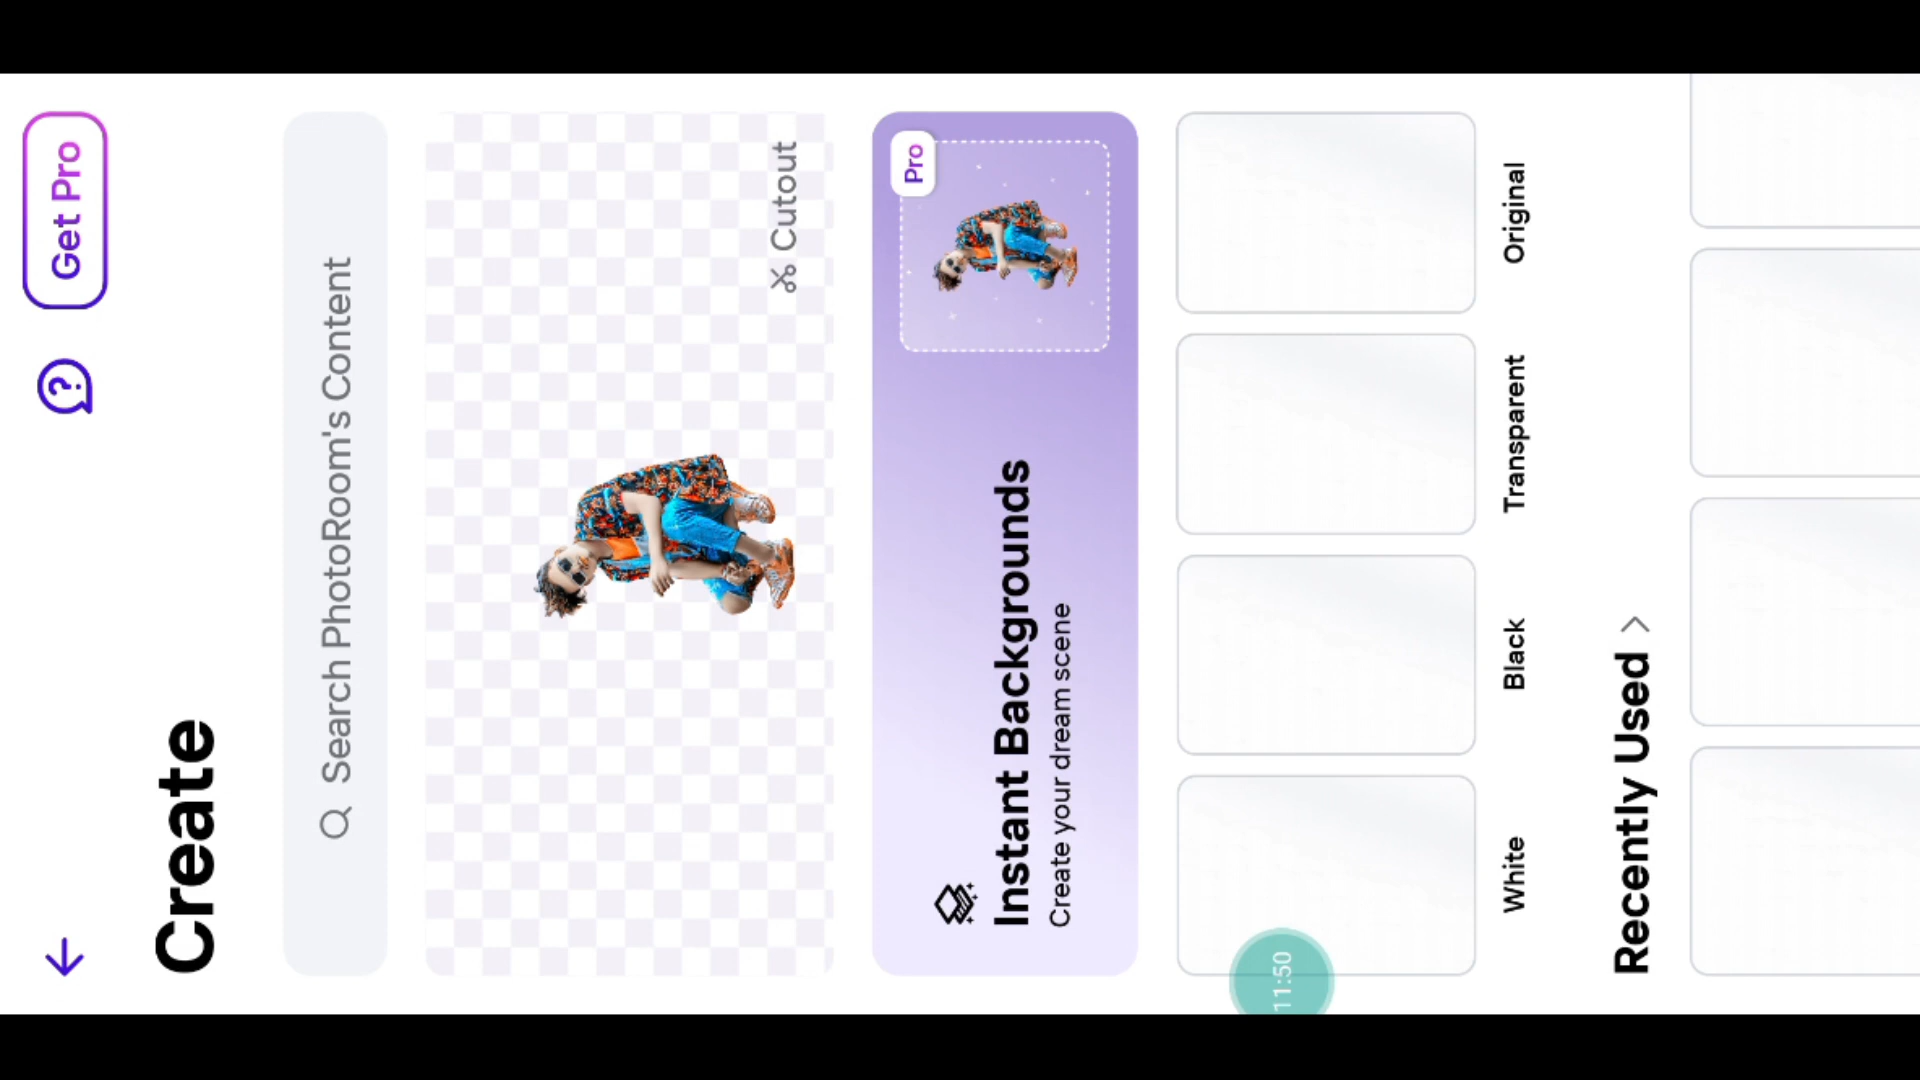 Get Pro
Create
Search PhotoRoom's Content
Cutout
Pro
Instant Backgrounds
Create your dream scene
White
Black
Transparent
Original
11:50
Recently Used